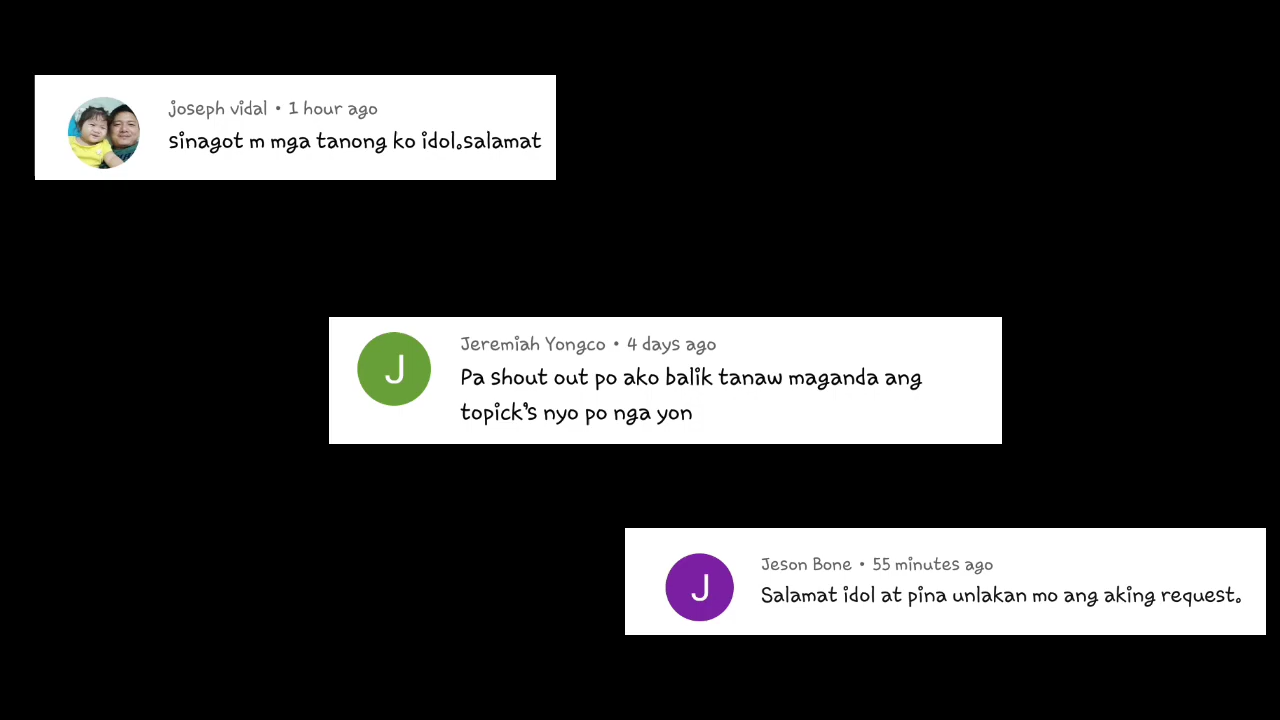 joseph vidal • 1 hour ago
sinagot m mga tanong ko idol.salamat
J
Jeremiah Yongco • 4 days ago
Pa shout out po ako balik tanaw maganda ang
topick's nyo po nga yon
J
Jeson Bone • 55 minutes ago
Salamat idol at pina unlakan mo ang aking request.